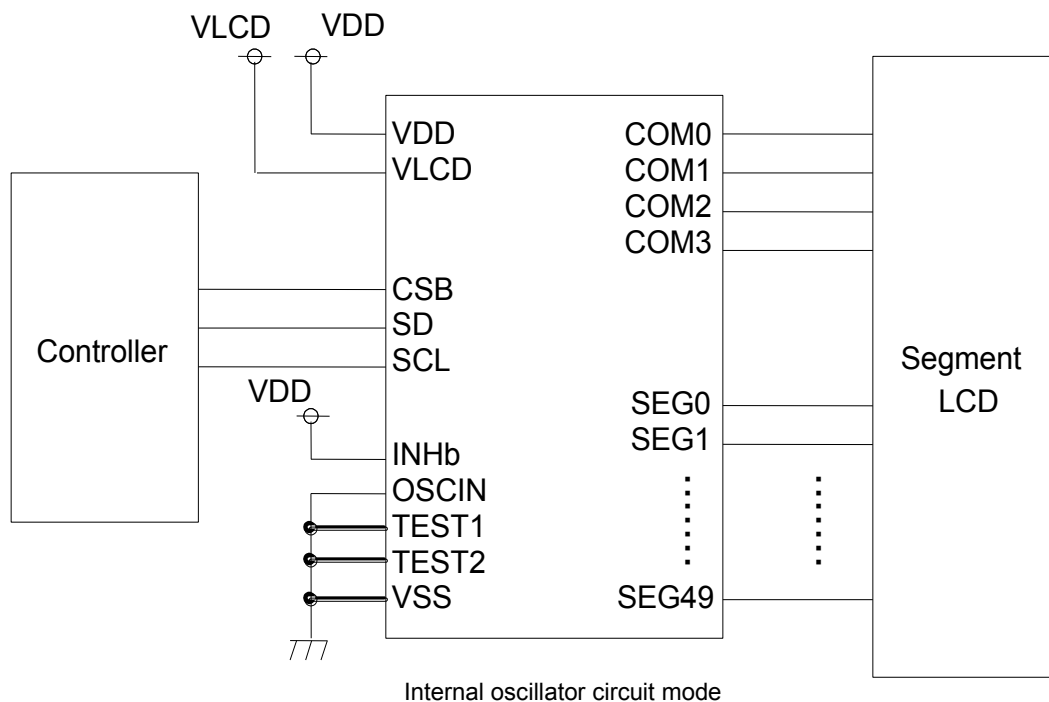 VLCD
VDD
VDD
VLCD
CSB
SD
SCL
VDD
INHb
OSCIN
TEST1
TEST2
VSS
Controller
COM0
COM1
COM2
COM3
SEG0
SEG1
SEG49
Segment
LCD
Internal oscillator circuit mode